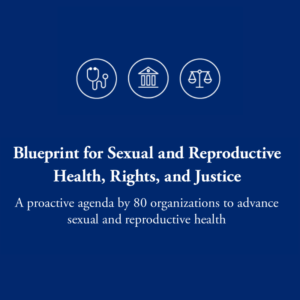 Blueprint for Sexual and Reproductive
Health, Rights, and Justice
A proactive agenda by 80 organizations to advance
sexual and reproductive health